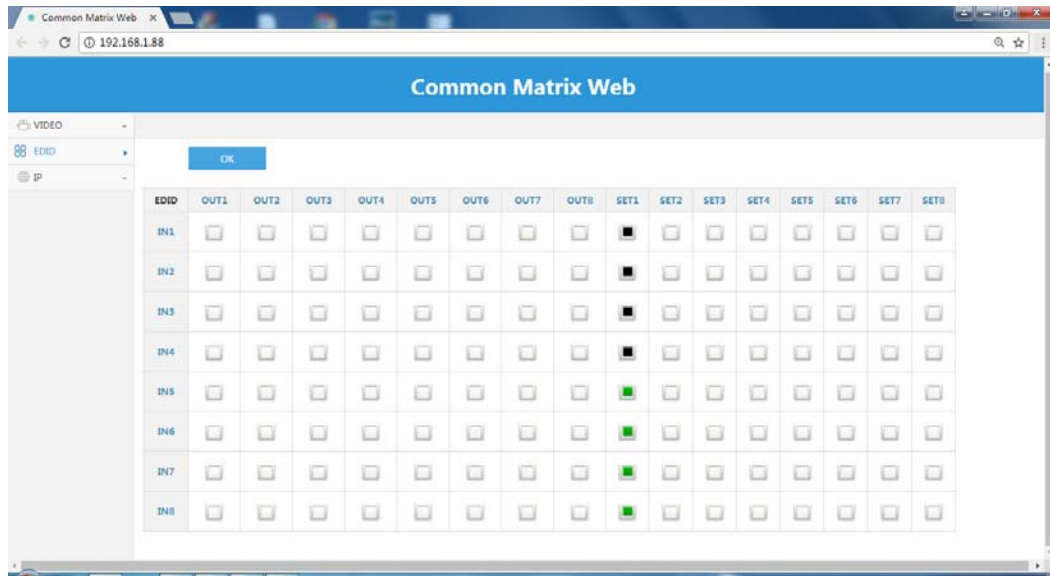 Common Matrix Web
192.168.1.88
Common Matrix Web
VIDEO
EDID
IP
OK
EDID OUT1 OUT2 OUT3 OUT4 OUT5 OUT6 OUT7 OUT8 SET1 SET2 SET3 SET4 SET5 SET6 SET7 SET8
IN1
IN2
IN3
IN4
IN5
IN6
IN7
IN8